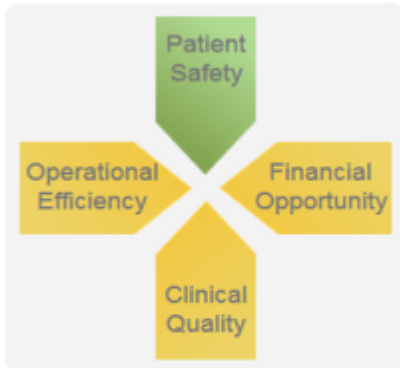 Patient
Safety
Operational
Efficiency
Financial
Opportunity
Clinical
Quality